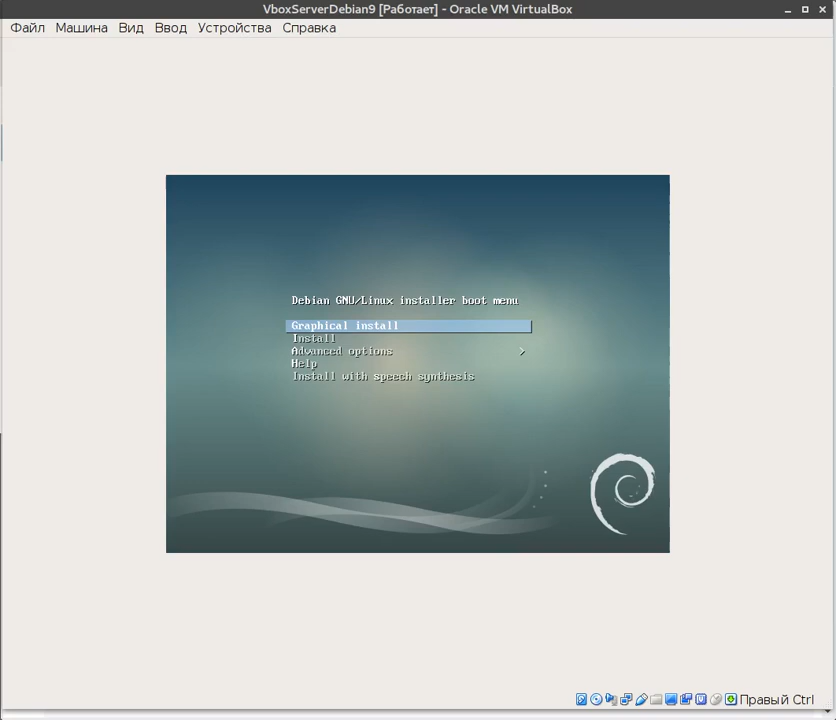 VboxServerDebian9 [Работает] - Oracle VM VirtualBox
Файл Машина Вид Ввод Устройства Справка
Debian GNU/Linux installer boot menu
Graphical install
Install
Advanced options >
Help
Install with speech synthesis
Правый Ctrl